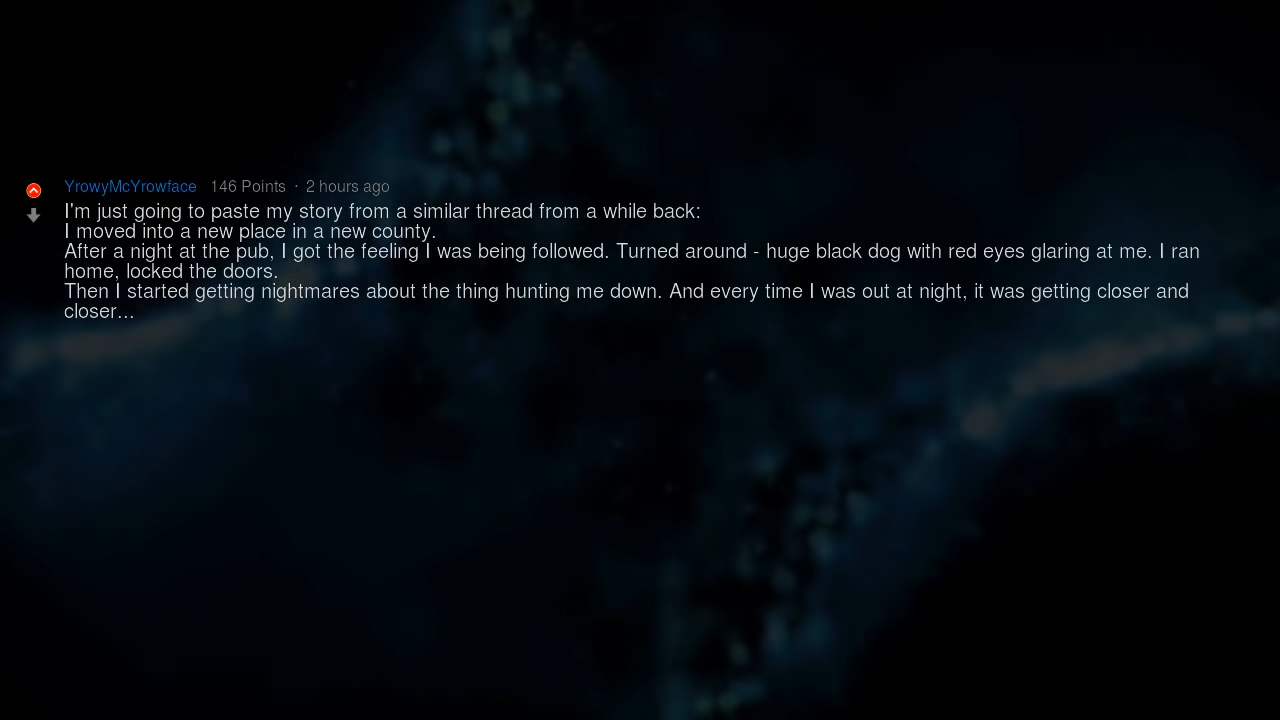 YrowyMcYrowface 146 Points · 2 hours ago
I'm just going to paste my story from a similar thread from a while back:
I moved into a new place in a new county.
After a night at the pub, I got the feeling I was being followed. Turned around - huge black dog with red eyes glaring at me. I ran
home, locked the doors.
Then I started getting nightmares about the thing hunting me down. And every time I was out at night, it was getting closer and
closer...